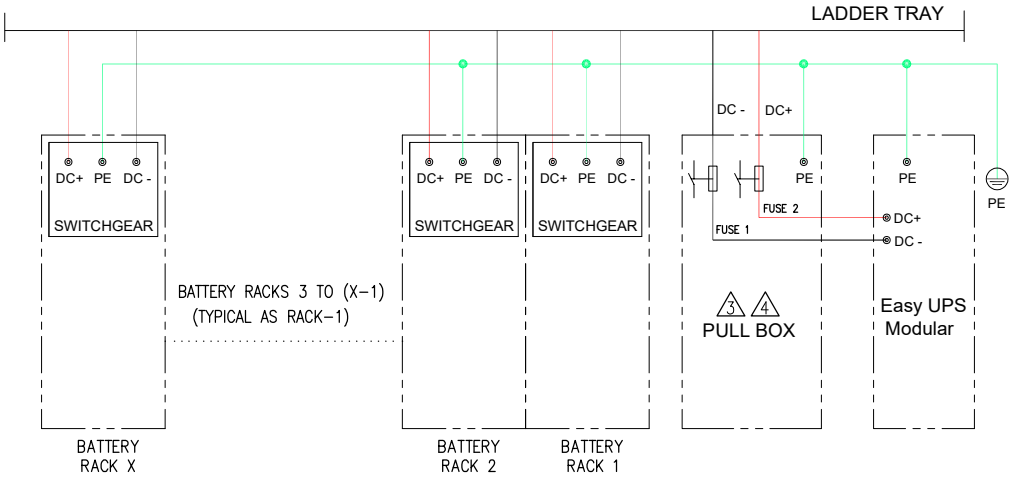 LADDER TRAY
DC - DC+
DC+ PE DC -
SWITCHGEAR
DC+ PE DC -
SWITCHGEAR
DC+ PE DC -
SWITCHGEAR
PE
PE
PE
FUSE 2
FUSE 1
DC+
DC -
BATTERY RACKS 3 TO (X-1)
(TYPICAL AS RACK-1)
3 4
PULL BOX
Easy UPS
Modular
BATTERY
RACK X
BATTERY
RACK 2
BATTERY
RACK 1